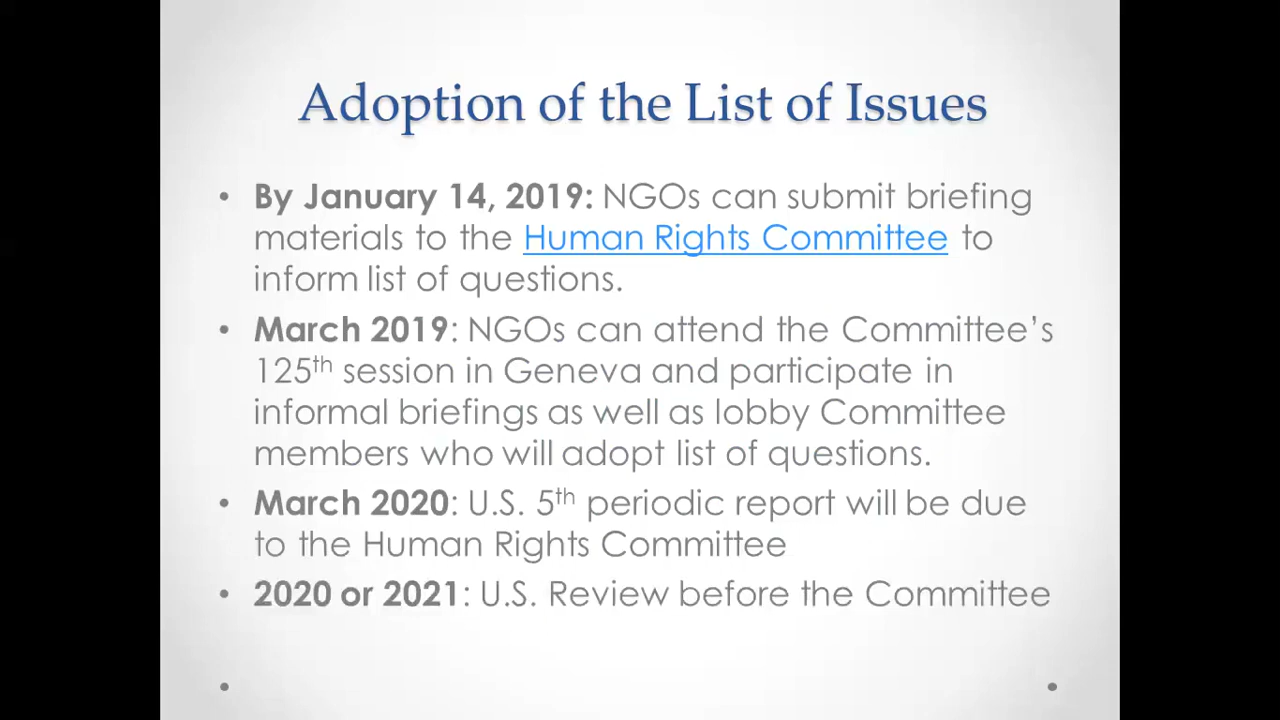 Adoption of the List of Issues
• By January 14, 2019: NGOs can submit briefing
materials to the Human Rights Committee to
inform list of questions.
• March 2019: NGOs can attend the Committee’s
125th session in Geneva and participate in
informal briefings as well as lobby Committee
members who will adopt list of questions.
• March 2020: U.S. 5th periodic report will be due
to the Human Rights Committee
• 2020 or 2021: U.S. Review before the Committee